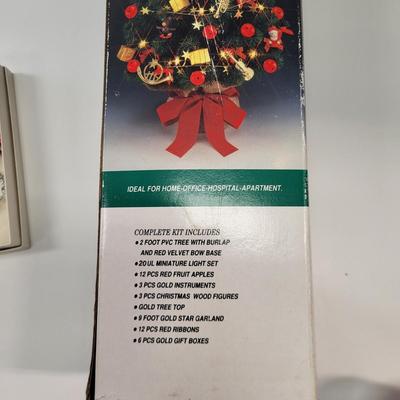 IDEAL FOR HOME-OFFICE-HOSPITAL-APARTMENT.
COMPLETE KIT INCLUDES
• 2 FOOT PVC TREE WITH BURLAP
AND RED VELVET BOW BASE
• 20 UL MINIATURE LIGHT SET
• 12 PCS RED FRUIT APPLES
• 3 PCS GOLD INSTRUMENTS
• 3 PCS CHRISTMAS WOOD FIGURES
• GOLD TREE TOP
• 9 FOOT GOLD STAR GARLAND
• 12 PCS RED RIBBONS
• 6 PCS GOLD GIFT BOXES